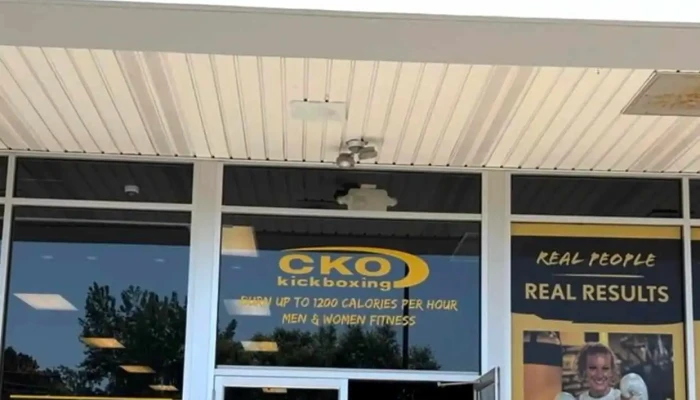 CKO
kickboxing
BURN UP TO 1200 CALORIES PER HOUR
MEN & WOMEN FITNESS
REAL PEOPLE
REAL RESULTS